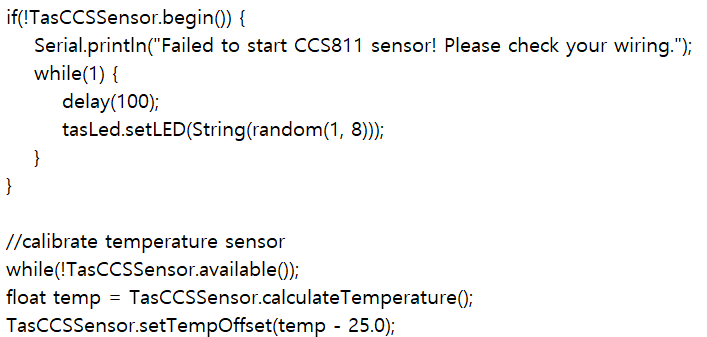 if(!TasCCSSensor.begin()) {
Serial.println("Failed to start CCS811 sensor! Please check your wiring.");
while(1) {
delay(100);
tasLed.setLED(String(random(1, 8)));
}
}
//calibrate temperature sensor
while(!TasCCSSensor.available());
float temp = TasCCSSensor.calculateTemperature();
TasCCSSensor.setTempOffset(temp - 25.0);